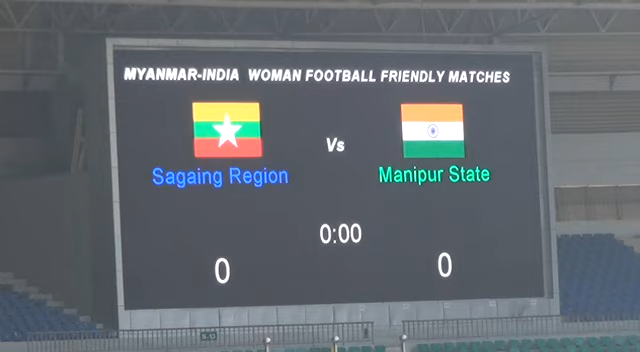 MYANMAR-INDIA WOMAN FOOTBALL FRIENDLY MATCHES
Vs
Sagaing Region Manipur State
0:00
0 0